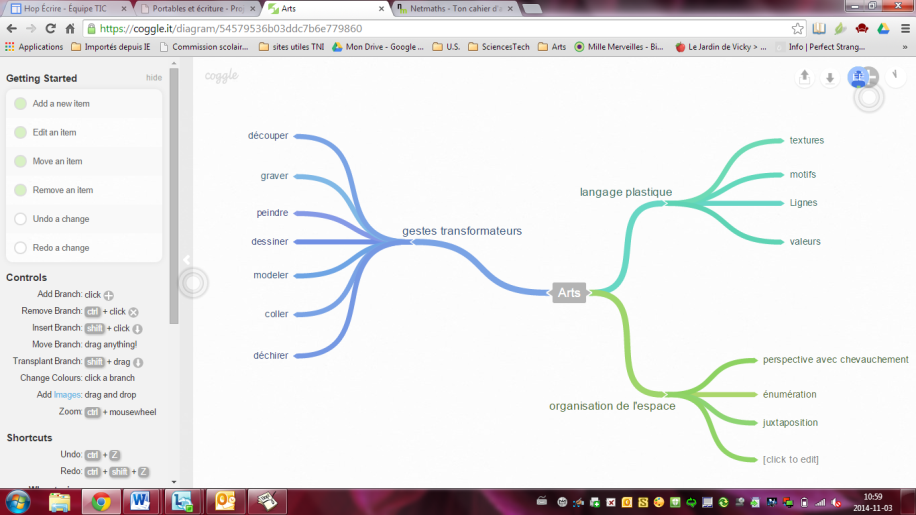 Hop Écrire - Équipe TIC
Portables et écriture - Pro
Arts
Netmaths - Ton cahier d'a
https://coggle.it/diagram/54579536b03ddc7b6e779860
Applications
Importés depuis IE
Commission scolair...
sites utiles TNI
Mon Drive - Google ...
U.S.
SciencesTech
Arts
Mille Merveilles - Bi...
Le Jardin de Vicky > ...
Info | Perfect Strang...
Getting Started
hide
Add a new item
Edit an item
Move an item
Remove an item
Undo a change
Redo a change
Controls
Add Branch: click
Remove Branch: ctrl + click
Insert Branch: shift + click
Move Branch: drag anything!
Transplant Branch: shift + drag
Change Colours: click a branch
Add Images: drag and drop
Zoom: ctrl + mousewheel
Shortcuts
Undo: ctrl + Z
Redo: ctrl + shift + Z
coggle
découper
graver
peindre
dessiner
modeler
coller
déchirer
gestes transformateurs
Arts
langage plastique
textures
motifs
Lignes
valeurs
organisation de l'espace
perspective avec chevauchement
énumération
juxtaposition
[click to edit]
10:59
2014-11-03